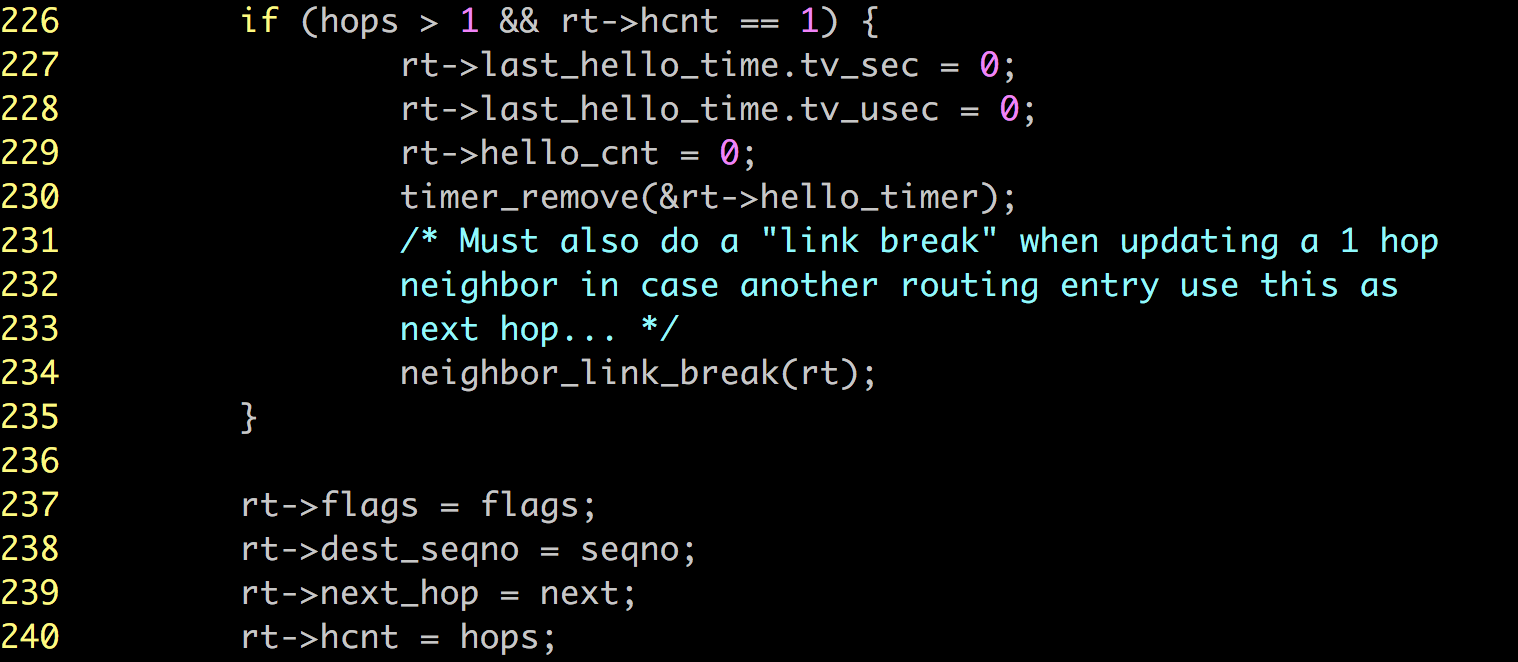 226         if (hops > 1 && rt->hcnt == 1) {
227                 rt->last_hello_time.tv_sec = 0;
228                 rt->last_hello_time.tv_usec = 0;
229                 rt->hello_cnt = 0;
230                 timer_remove(&rt->hello_timer);
231                 /* Must also do a "link break" when updating a 1 hop
232                 neighbor in case another routing entry use this as
233                 next hop... */
234                 neighbor_link_break(rt);
235         }
236
237         rt->flags = flags;
238         rt->dest_seqno = seqno;
239         rt->next_hop = next;
240         rt->hcnt = hops;